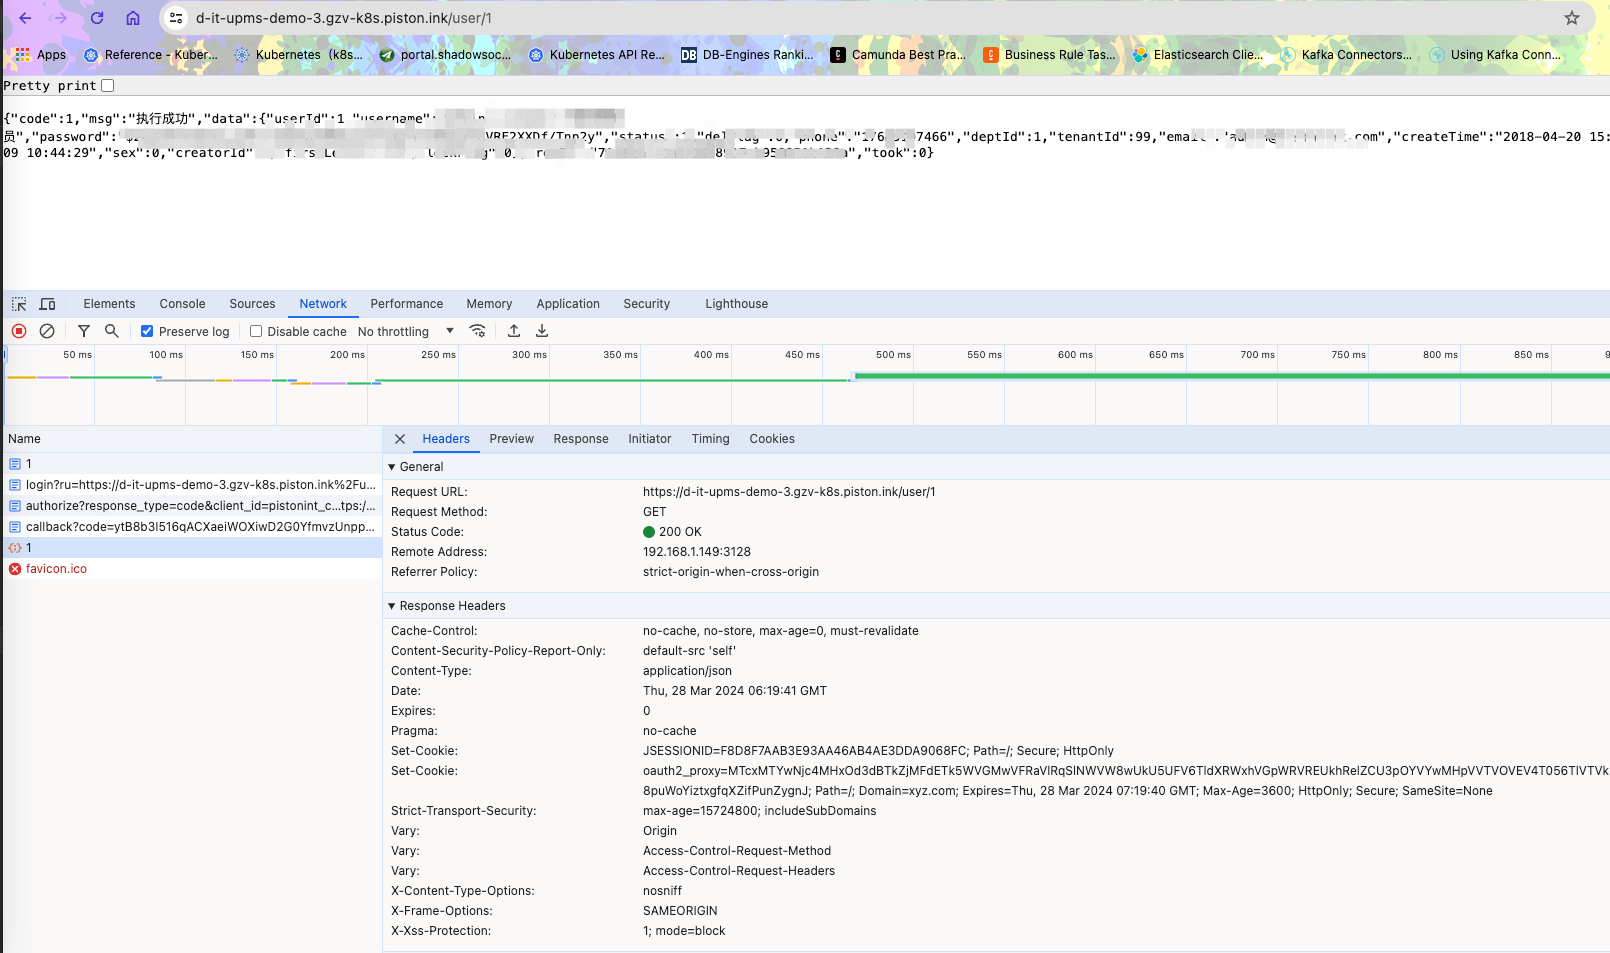 d-it-upms-demo-3.gzv-k8s.piston.ink/user/1
Apps Reference - Kuber... Kubernetes (k8s... portal.shadowsoc... Kubernetes API Re... DB-Engines Ranki... Camunda Best Pra... Business Rule Tas... Elasticsearch Clie... Kafka Connectors... Using Kafka Conn...
Pretty print
{"code":1,"msg":"执行成功","data":{"userId":1 "username":
员","password": VRF2XXDf/Tpp2y","status ,"deptId":1,"tenantId":99,"email .com","createTime":"2018-04-20 15:
09 10:44:29","sex":0,"creatorId" ,"took":0}
Elements Console Sources Network Performance Memory Application Security Lighthouse
Preserve log Disable cache No throttling
50 ms 100 ms 150 ms 200 ms 250 ms 300 ms 350 ms 400 ms 450 ms 500 ms 550 ms 600 ms 650 ms 700 ms 750 ms 800 ms 850 ms 9
Name
1
login?ru=https://d-it-upms-demo-3.gzv-k8s.piston.ink%2Fu...
authorize?response_type=code&client_id=pistonint_c...tps:/...
callback?code=ytB8b3I516qACXaeiWOXiwD2G0YfmvzUnpp...
1
favicon.ico
Headers Preview Response Initiator Timing Cookies
General
Request URL: https://d-it-upms-demo-3.gzv-k8s.piston.ink/user/1
Request Method: GET
Status Code: 200 OK
Remote Address: 192.168.1.149:3128
Referrer Policy: strict-origin-when-cross-origin
Response Headers
Cache-Control: no-cache, no-store, max-age=0, must-revalidate
Content-Security-Policy-Report-Only: default-src 'self'
Content-Type: application/json
Date: Thu, 28 Mar 2024 06:19:41 GMT
Expires: 0
Pragma: no-cache
Set-Cookie: JSESSIONID=F8D8F7AAB3E93AA46AB4AE3DDA9068FC; Path=/; Secure; HttpOnly
Set-Cookie: oauth2_proxy=MTcxMTYwNjc4MHxOd3dBTkZjMFdETk5WVGMwVFRaVlRqSlNWVW8wUkU5UFV6TldXRWxhVGpWRVREUkhRelZCU3pOYVYwMHpVVTVOVEV4T056TlVTVk
8puWoYiztxgfqXZifPunZygnJ; Path=/; Domain=xyz.com; Expires=Thu, 28 Mar 2024 07:19:40 GMT; Max-Age=3600; HttpOnly; Secure; SameSite=None
Strict-Transport-Security: max-age=15724800; includeSubDomains
Vary: Origin
Vary: Access-Control-Request-Method
Vary: Access-Control-Request-Headers
X-Content-Type-Options: nosniff
X-Frame-Options: SAMEORIGIN
X-Xss-Protection: 1; mode=block